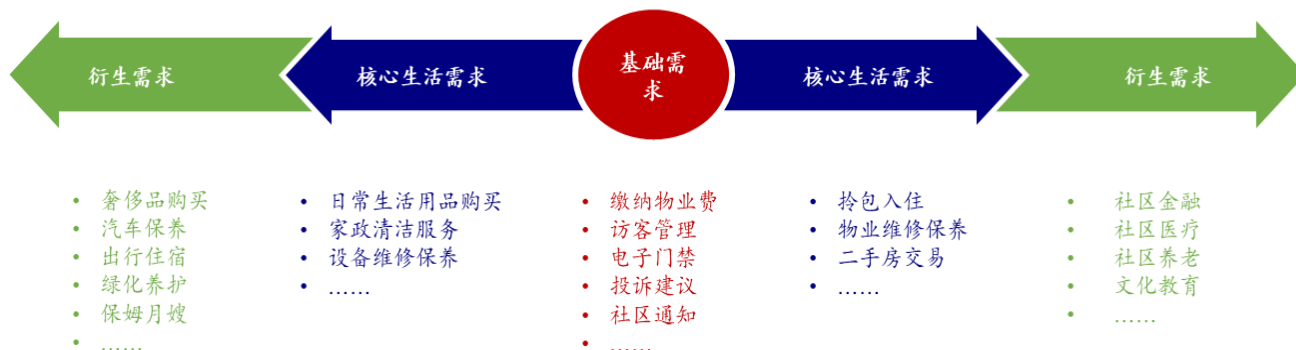 衍生需求
核心生活需求
基础需
求
核心生活需求
衍生需求
• 奢侈品购买
• 汽车保养
• 出行住宿
• 绿化养护
• 保姆月嫂
• ……
• 日常生活用品购买
• 家政清洁服务
• 设备维修保养
• ……
• 缴纳物业费
• 访客管理
• 电子门禁
• 投诉建议
• 社区通知
• ……
• 拎包入住
• 物业维修保养
• 二手房交易
• ……
• 社区金融
• 社区医疗
• 社区养老
• 文化教育
• ……